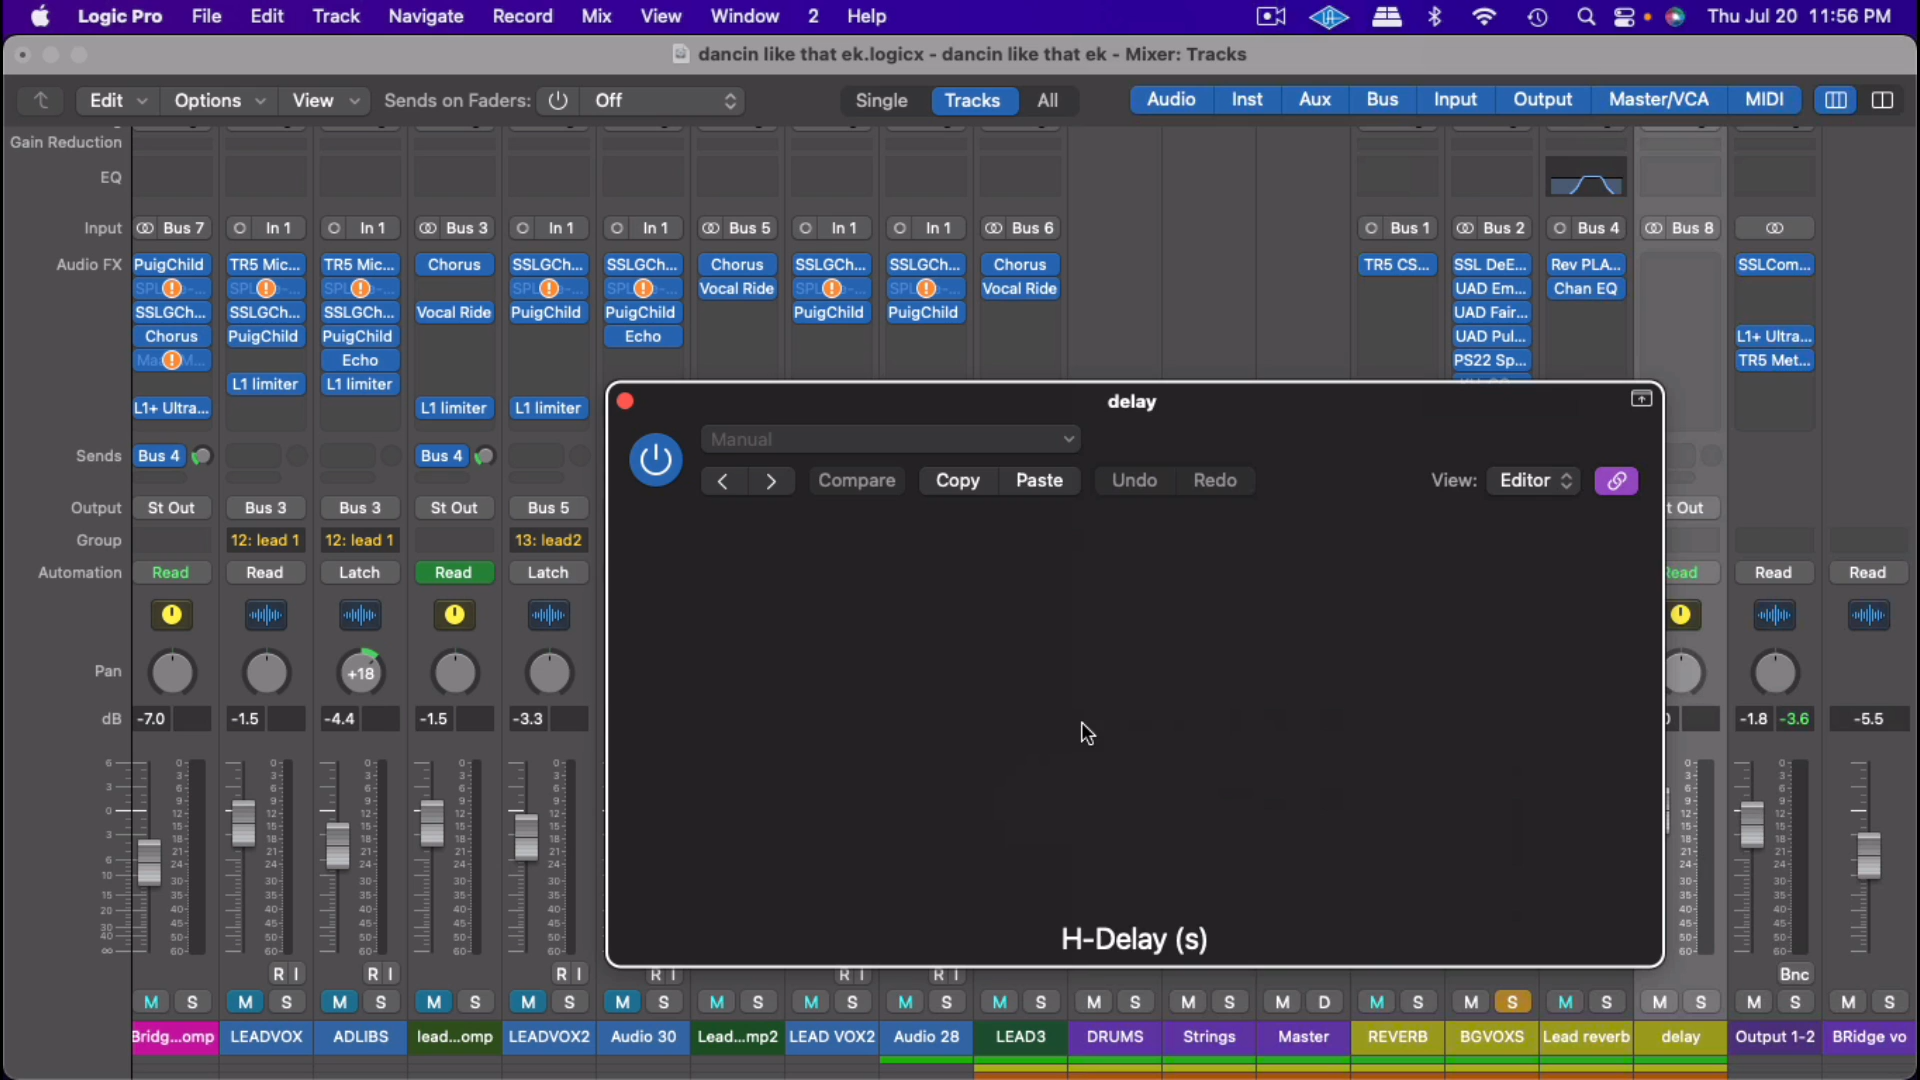 Logic Pro File Edit Track Navigate Record Mix View Window 2 Help Thu Jul 20 11:56 PM
dancin like that ek.logicx - dancin like that ek - Mixer: Tracks
Edit Options View Sends on Faders: Off Single Tracks All Audio Inst Aux Bus Input Output Master/VCA MIDI
Gain Reduction
EQ
Input Bus 7 In 1 In 1 Bus 3 In 1 In 1 Bus 5 In 1 In 1 Bus 6 Bus 1 Bus 2 Bus 4 Bus 8
Audio FX PuigChild TR5 Mic... TR5 Mic... Chorus SSLGCh... SSLGCh... Chorus SSLGCh... SSLGCh... Chorus TR5 CS... SSL DeE... Rev PLA... SSLCom...
Vocal Ride Vocal Ride UAD Em... Chan EQ
SSLGCh... SSLGCh... SSLGCh... Vocal Ride PuigChild PuigChild PuigChild PuigChild UAD Fair...
Chorus PuigChild PuigChild Echo UAD Pul... L1+ Ultra...
Echo PS22 Sp... TR5 Met...
L1 limiter L1 limiter
L1+ Ultra... L1 limiter L1 limiter
delay
Manual
Compare Copy Paste Undo Redo View: Editor
H-Delay (s)
Sends Bus 4 Bus 4
Output St Out Bus 3 Bus 3 St Out Bus 5 t Out
Group 12: lead 1 12: lead 1 13: lead2
Automation Read Read Latch Read Latch Read Read Read
Pan +18
dB -7.0 -1.5 -4.4 -1.5 -3.3 -1.8 -3.6 -5.5
R I R I R I R I R I R I Bnc
M S M S M S M S M S M S M S M S M S M S M S M S M D M S M S M S M S M S M S
Bridg...omp LEADVOX ADLIBS lead...omp LEADVOX2 Audio 30 Lead...mp2 LEAD VOX2 Audio 28 LEAD3 DRUMS Strings Master REVERB BGVOXS Lead reverb delay Output 1-2 BRidge vo